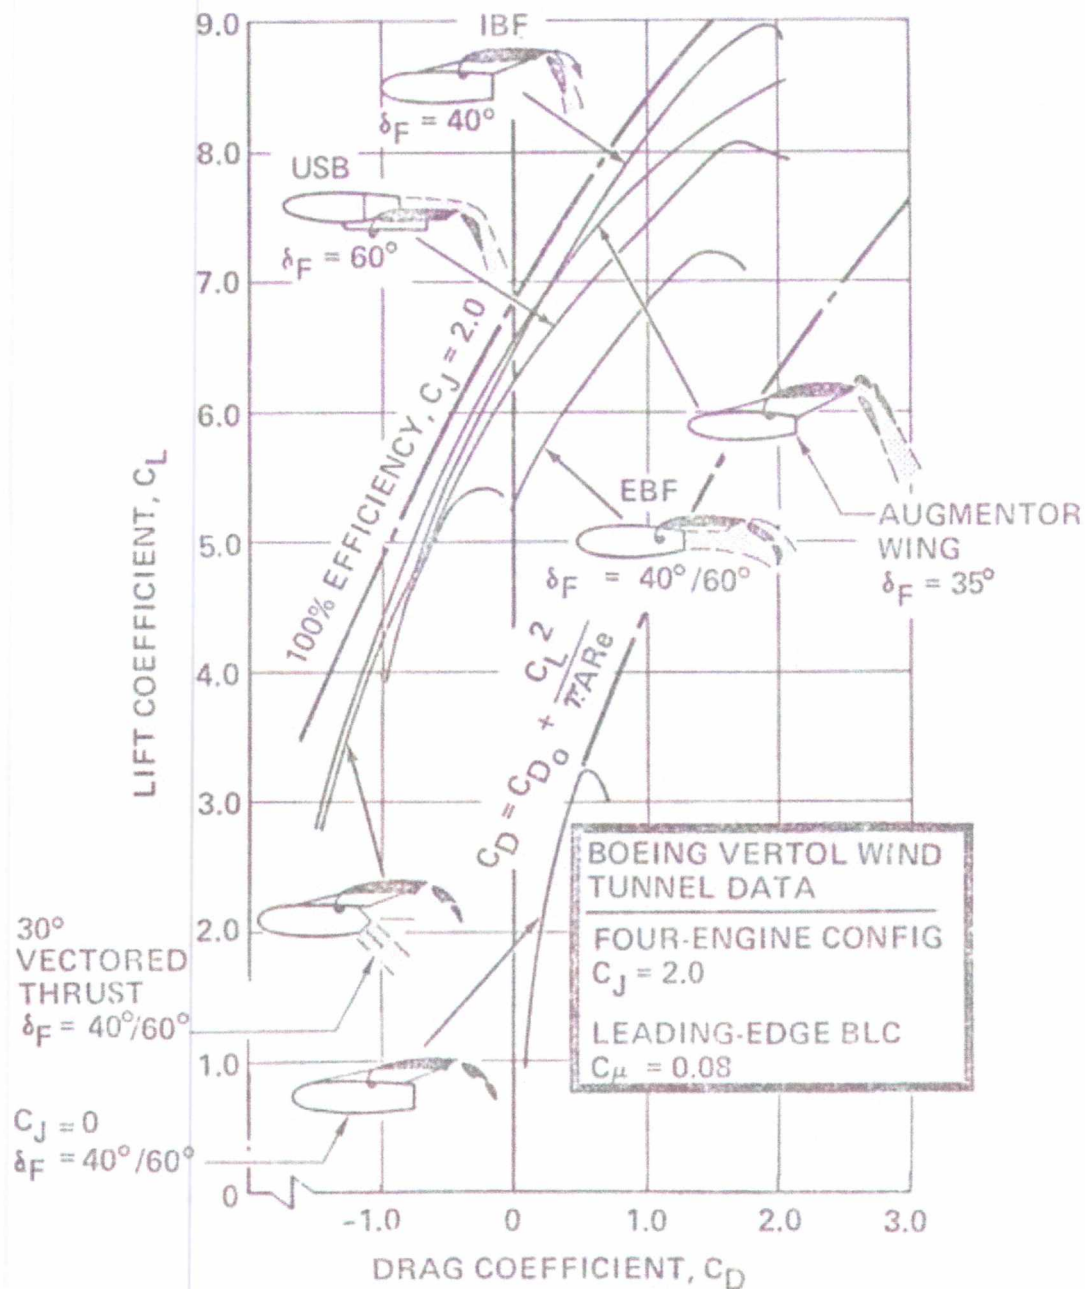 9.0
IBF
δF = 40°
8.0
USB
δF = 60°
7.0
100% EFFICIENCY, CJ = 2.0
6.0
EBF
δF = 40°/60°
AUGMENTOR
WING
δF = 35°
5.0
4.0
CD = CDo + CL2/πARe
3.0
30°
VECTORED
THRUST
δF = 40°/60°
2.0
1.0
CJ = 0
δF = 40°/60°
0
BOEING VERTOL WIND
TUNNEL DATA
FOUR-ENGINE CONFIG
CJ = 2.0
LEADING-EDGE BLC
Cμ = 0.08
-1.0 0 1.0 2.0 3.0
DRAG COEFFICIENT, CD
LIFT COEFFICIENT, CL